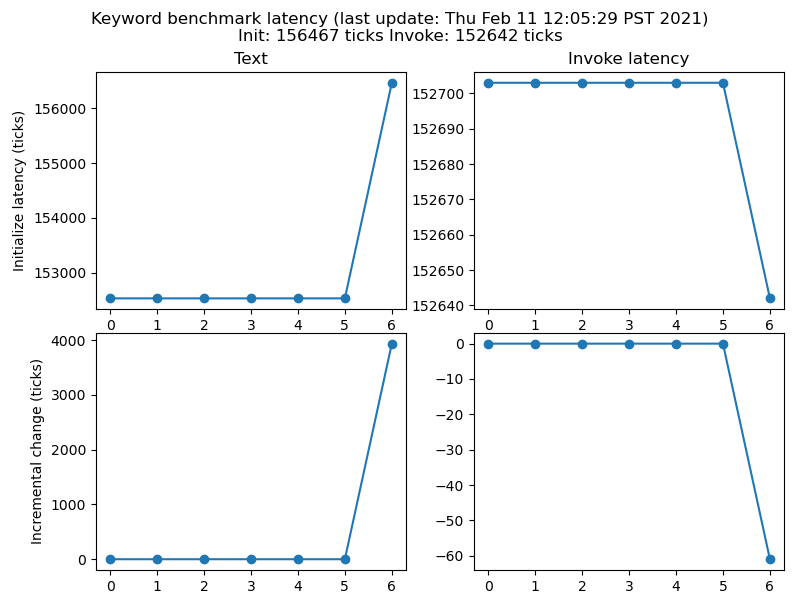 Keyword benchmark latency (last update: Thu Feb 11 12:05:29 PST 2021)
Init: 156467 ticks Invoke: 152642 ticks
Text
Initialize latency (ticks)
156000
155000
154000
153000
0 1 2 3 4 5 6
Invoke latency
152700
152690
152680
152670
152660
152650
152640
0 1 2 3 4 5 6
Incremental change (ticks)
4000
3000
2000
1000
0
0 1 2 3 4 5 6
0
−10
−20
−30
−40
−50
−60
0 1 2 3 4 5 6